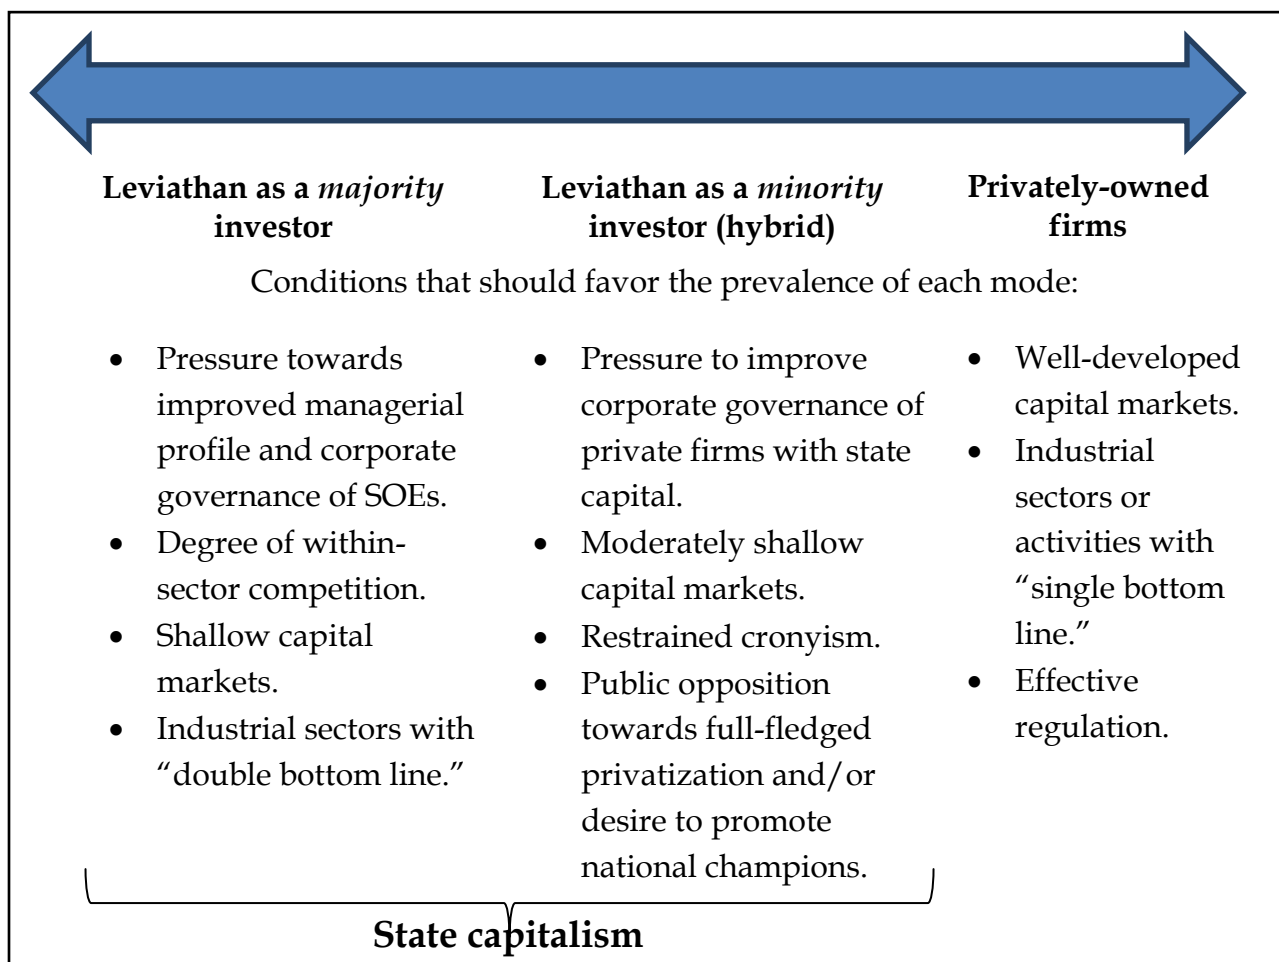 Leviathan as a majority
investor
Leviathan as a minority
investor (hybrid)
Privately-owned
firms
Conditions that should favor the prevalence of each mode:
• Pressure towards
improved managerial
profile and corporate
governance of SOEs.
• Degree of within-
sector competition.
• Shallow capital
markets.
• Industrial sectors with
“double bottom line.”
• Pressure to improve
corporate governance of
private firms with state
capital.
• Moderately shallow
capital markets.
• Restrained cronyism.
• Public opposition
towards full-fledged
privatization and/or
desire to promote
national champions.
• Well-developed
capital markets.
• Industrial
sectors or
activities with
“single bottom
line.”
• Effective
regulation.
State capitalism